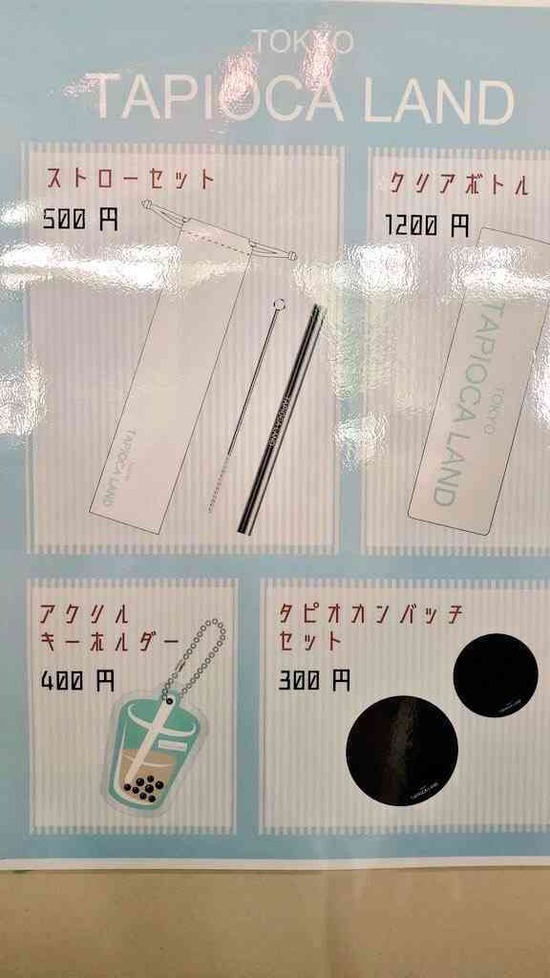 TOKYO
TAPIOCA LAND
ストローセット
500 円
TAPIOCA LAND
TAPIOCA LAND
クリアボトル
1200 円
TOKYO
TAPIOCA LAND
アクリル
キーホルダー
400 円
タピオカンバッチ
セット
300 円